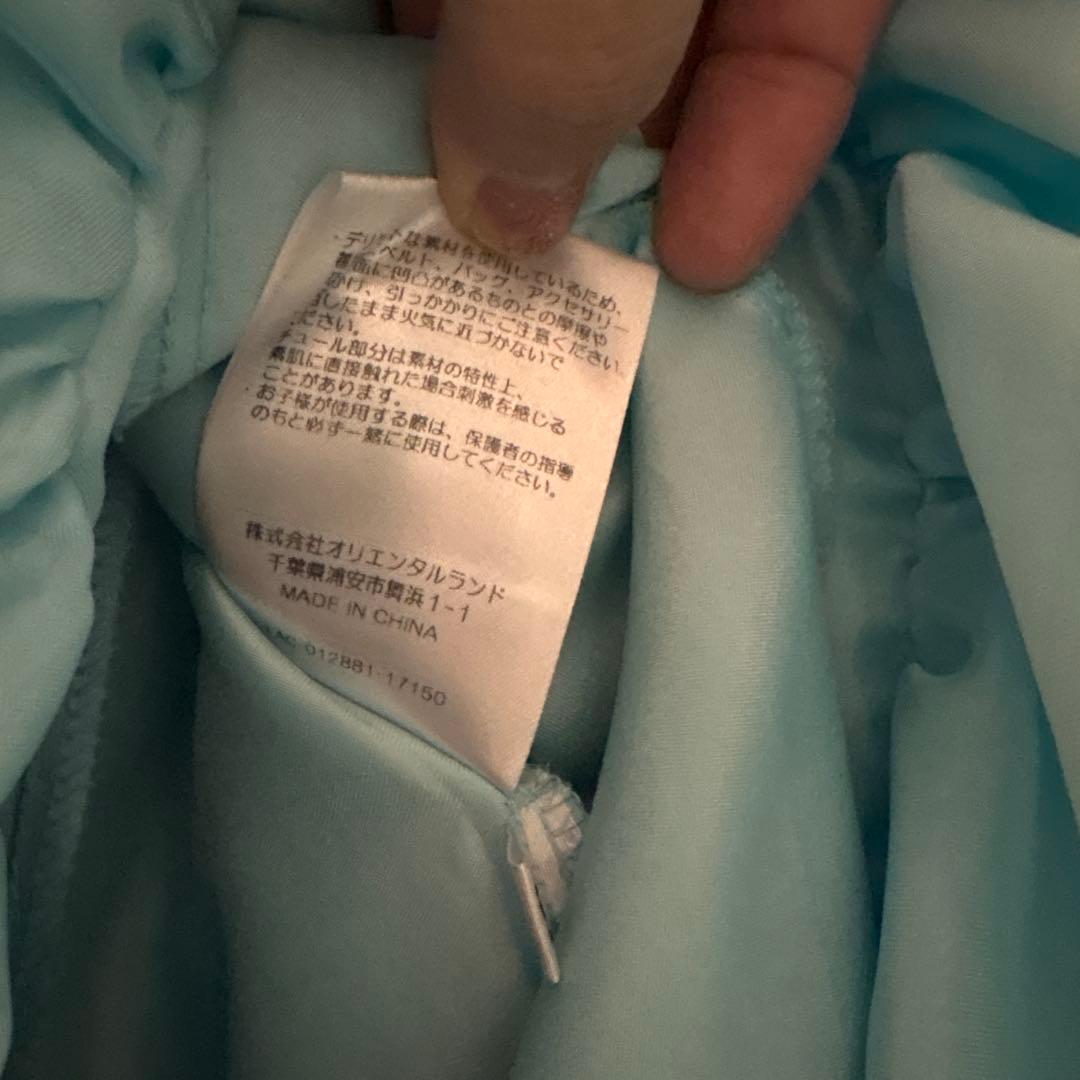 な素材を使用しているため、
ベルト、バッグ、アクセサリー
着面に凹凸があるものとの摩擦や
引っかかりにご注意ください。
したまま火気に近づかないで
ださい。
チュール部分は素材の特性上、
素肌に直接触れた場合刺激を感じる
ことがあります。
・お子様が使用する際は、保護者の指導
のもと必ず一緒に使用してください。
株式会社オリエンタルランド
千葉県浦安市舞浜1-1
MADE IN CHINA
012881-17150